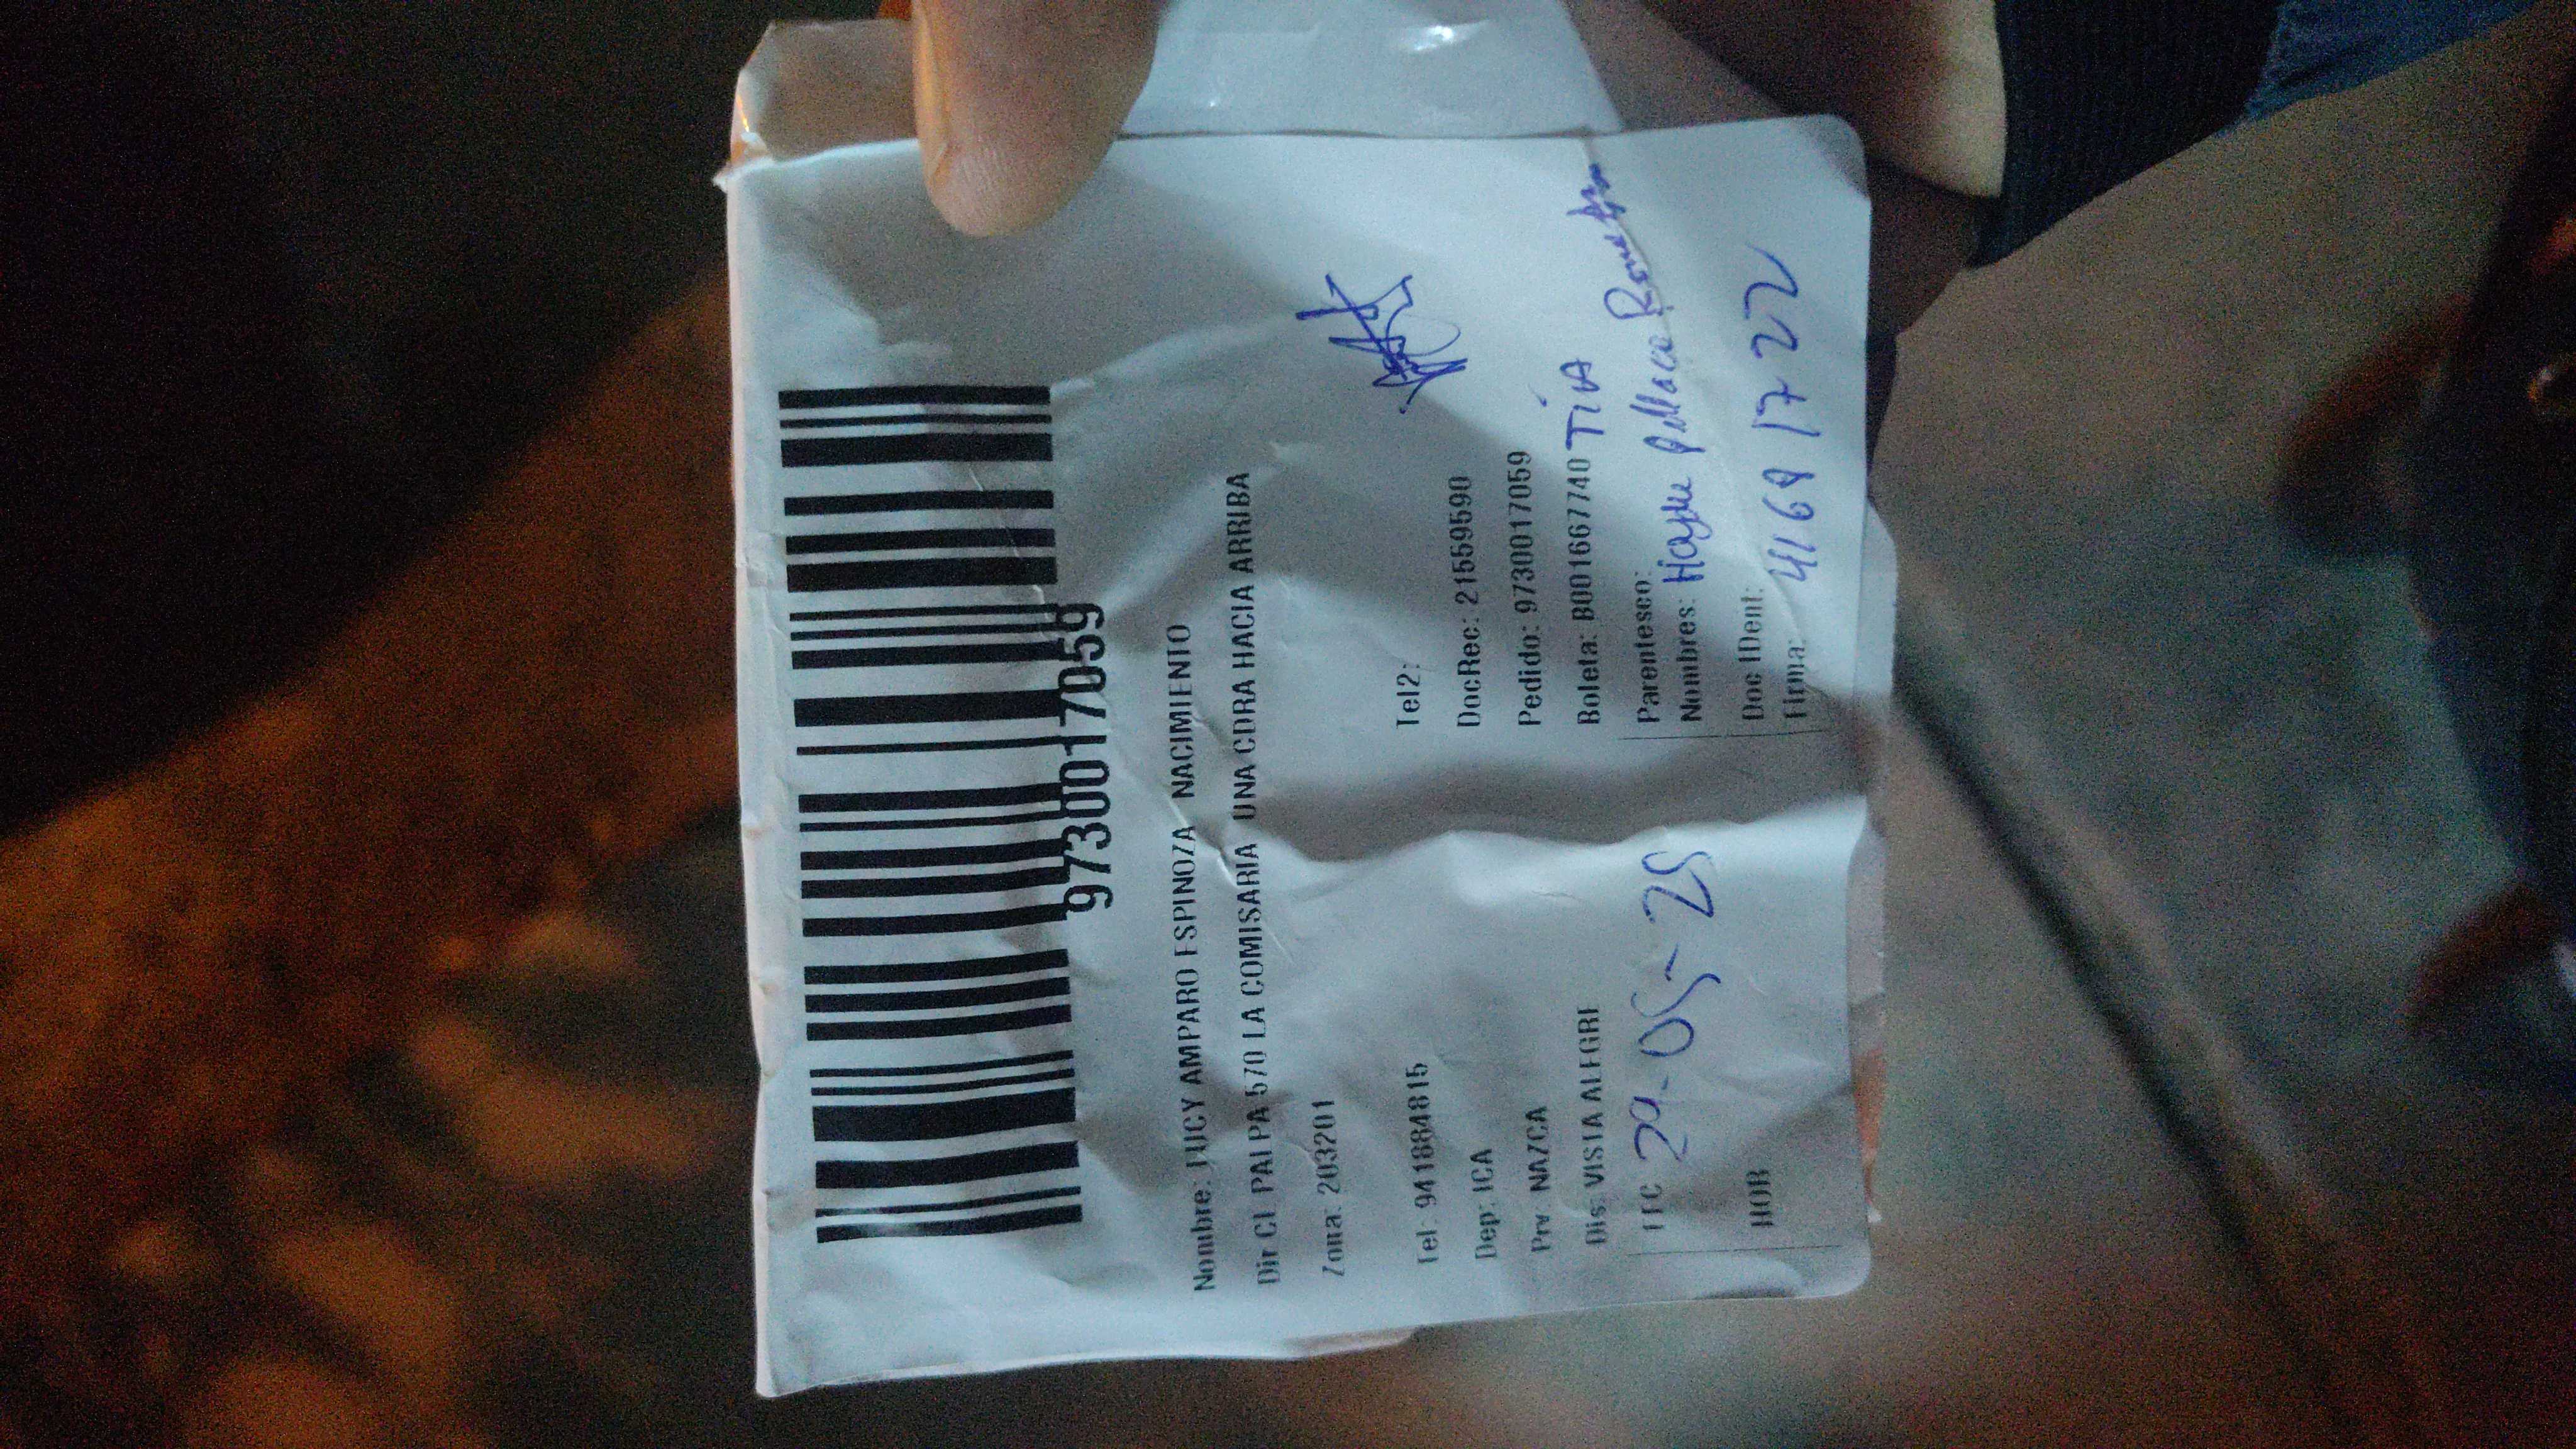 9730017059
Nombre: LUCY AMPARO ESPINOZA NACIMIENTO
Dir CL PALPA 570 LA COMISARIA UNA CDRA HACIA ARRIBA
Zona: 203201
Tel: 941884815 Tel2:
Dep: ICA DocRec: 21559590
Prv NAZCA Pedido: 9730017059
Dis: VISTA ALEGRE Boleta: B001667740
FEC 29-05-25 Parentesco: TÍA
Nombres:
HOR Doc IDent: 41691722
Firma: